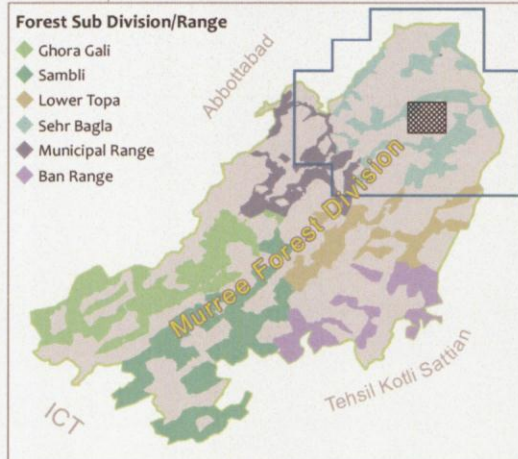 Forest Sub Division/Range
Ghora Gali
Sambli
Lower Topa
Sehr Bagla
Municipal Range
Ban Range
Abbottabad
Murree Forest Division
Tehsil Kotli Sattian
ICT